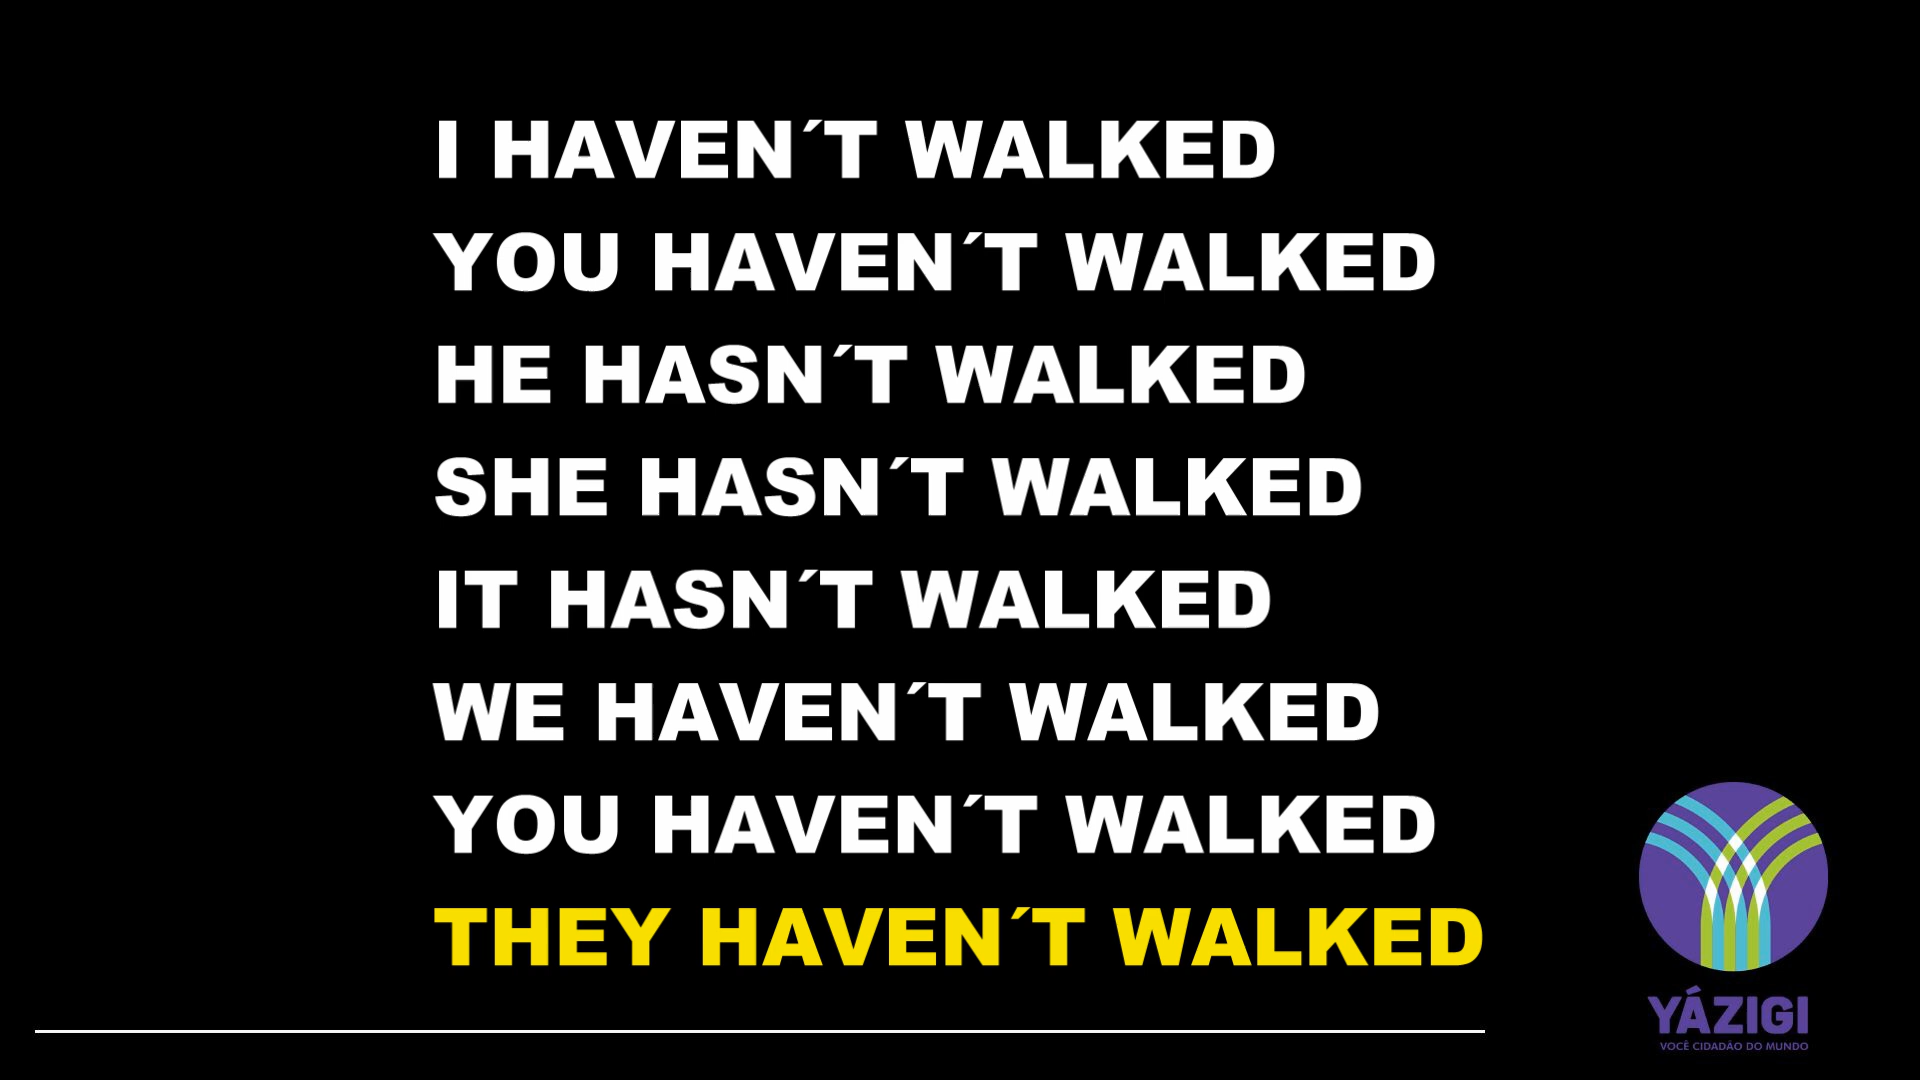 I HAVEN´T WALKED
YOU HAVEN´T WALKED
HE HASN´T WALKED
SHE HASN´T WALKED
IT HASN´T WALKED
WE HAVEN´T WALKED
YOU HAVEN´T WALKED
THEY HAVEN´T WALKED
YÁZIGI
VOCÊ CIDADÃO DO MUNDO